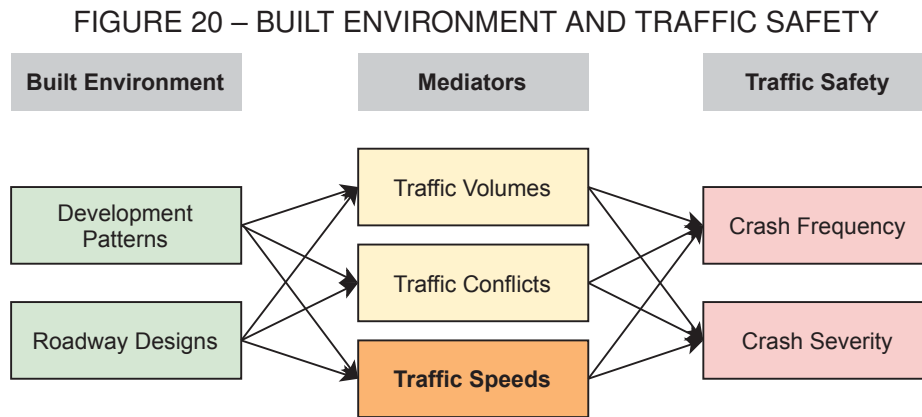 FIGURE 20 – BUILT ENVIRONMENT AND TRAFFIC SAFETY
Built Environment
Mediators
Traffic Safety
Development
Patterns
Roadway Designs
Traffic Volumes
Traffic Conflicts
Traffic Speeds
Crash Frequency
Crash Severity